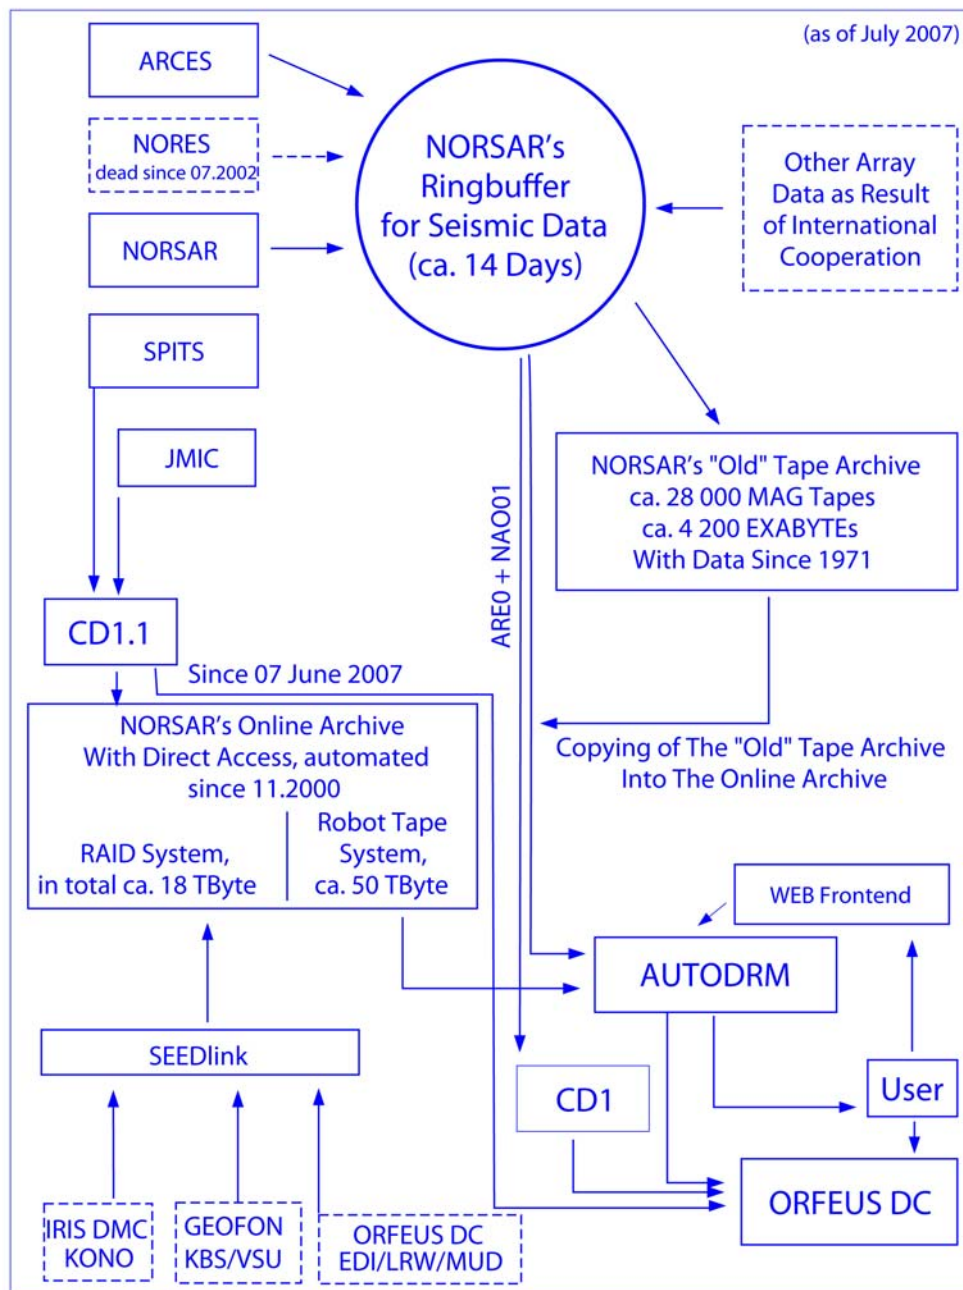 (as of July 2007)
ARCES
NORES
dead since 07.2002
NORSAR
SPITS
JMIC
NORSAR's
Ringbuffer
for Seismic Data
(ca. 14 Days)
Other Array
Data as Result
of International
Cooperation
NORSAR's "Old" Tape Archive
ca. 28 000 MAG Tapes
ca. 4 200 EXABYTEs
With Data Since 1971
ARE0 + NAO01
CD1.1
Since 07 June 2007
NORSAR's Online Archive
With Direct Access, automated
since 11.2000
RAID System,
in total ca. 18 TByte
Robot Tape
System,
ca. 50 TByte
Copying of The "Old" Tape Archive
Into The Online Archive
WEB Frontend
AUTODRM
SEEDlink
CD1
User
ORFEUS DC
IRIS DMC
KONO
GEOFON
KBS/VSU
ORFEUS DC
EDI/LRW/MUD